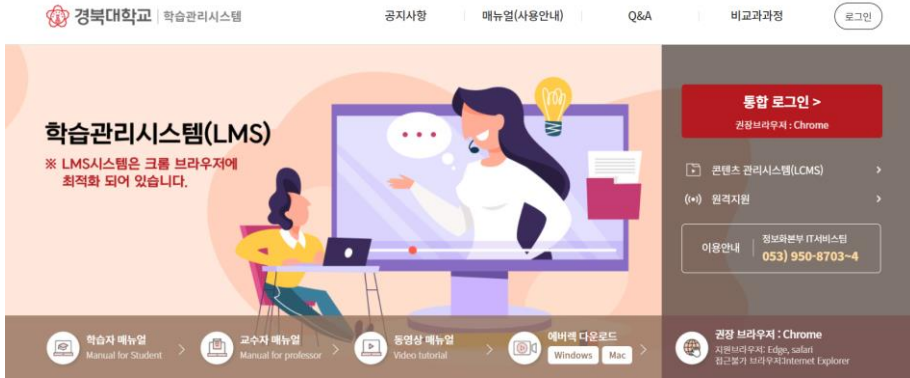 경북대학교 학습관리시스템
공지사항
매뉴얼(사용안내)
Q&A
비교과과정
로그인
학습관리시스템(LMS)
※ LMS시스템은 크롬 브라우저에
최적화 되어 있습니다.
통합 로그인 >
권장브라우저 : Chrome
콘텐츠 관리시스템(LCMS) >
원격지원 >
이용안내
정보화본부 IT서비스팀
053) 950-8703~4
학습자 매뉴얼
Manual for Student
교수자 매뉴얼
Manual for professor
동영상 매뉴얼
Video tutorial
에버렉 다운로드
Windows Mac
권장 브라우저 : Chrome
지원브라우저: Edge, safari
접근불가 브라우저:Internet Explorer